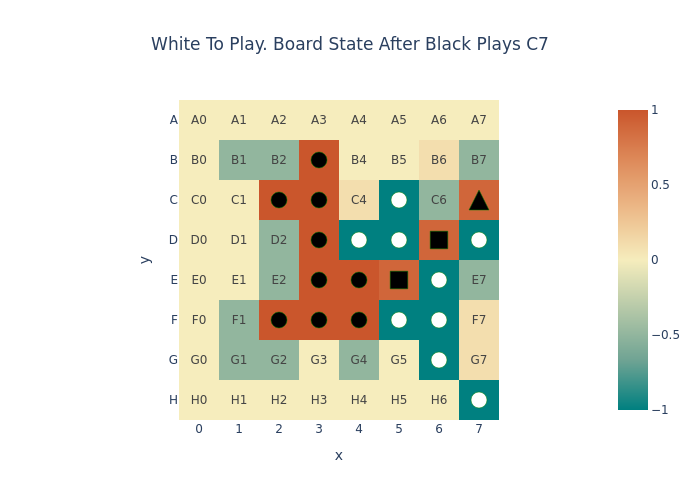 White To Play. Board State After Black Plays C7
A A0 A1 A2 A3 A4 A5 A6 A7
B B0 B1 B2 B4 B5 B6 B7
C C0 C1 C4 C6
D D0 D1 D2
E E0 E1 E2 E7
F F0 F1 F7
G G0 G1 G2 G3 G4 G5 G7
H H0 H1 H2 H3 H4 H5 H6
0 1 2 3 4 5 6 7
x
y
1
0.5
0
−0.5
−1